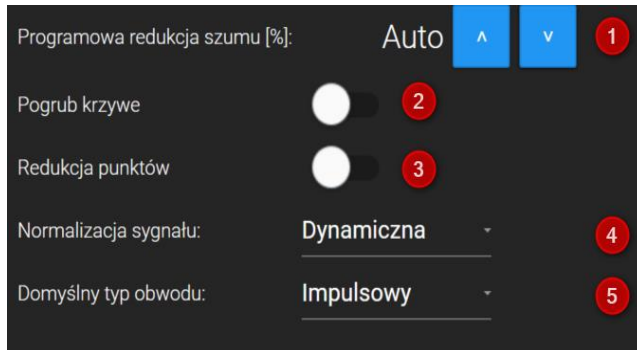 Programowa redukcja szumu [%]: Auto ˄ ˅ 1
Pogrub krzywe 2
Redukcja punktów 3
Normalizacja sygnału: Dynamiczna 4
Domyślny typ obwodu: Impulsowy 5